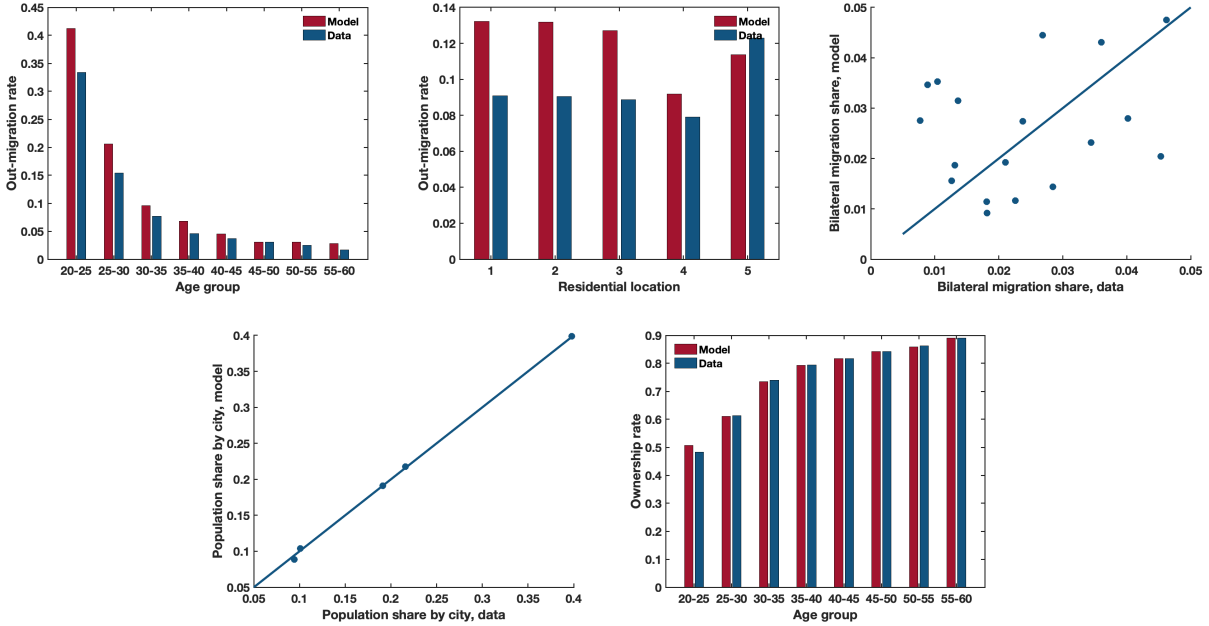 0.45
0.4
0.35
0.3
0.25
0.2
0.15
0.1
0.05
0
Out-migration rate
Model
Data
20-25 25-30 30-35 35-40 40-45 45-50 50-55 55-60
Age group
0.14
0.12
0.1
0.08
0.06
0.04
0.02
0
Out-migration rate
Model
Data
1 2 3 4 5
Residential location
0.05
0.04
0.03
0.02
0.01
0
Bilateral migration share, model
0 0.01 0.02 0.03 0.04 0.05
Bilateral migration share, data
0.4
0.35
0.3
0.25
0.2
0.15
0.1
0.05
Population share by city, model
0.05 0.1 0.15 0.2 0.25 0.3 0.35 0.4
Population share by city, data
0.9
0.8
0.7
0.6
0.5
0.4
0.3
0.2
0.1
0
Ownership rate
Model
Data
20-25 25-30 30-35 35-40 40-45 45-50 50-55 55-60
Age group